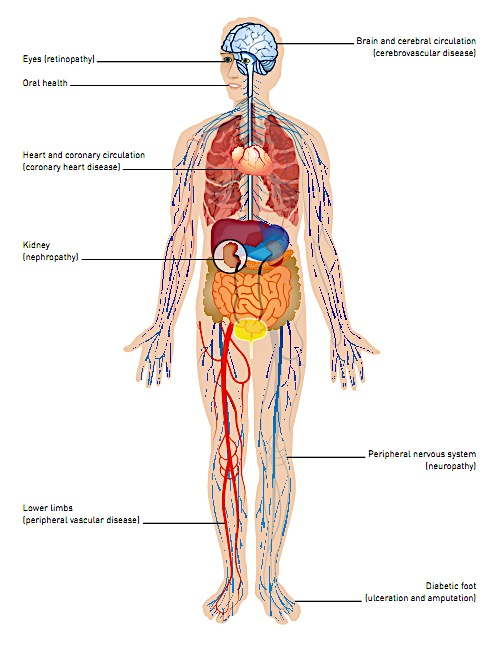 Brain and cerebral circulation
(cerebrovascular disease)
Eyes (retinopathy)
Oral health
Heart and coronary circulation
(coronary heart disease)
Kidney
(nephropathy)
Peripheral nervous system
(neuropathy)
Lower limbs
(peripheral vascular disease)
Diabetic foot
(ulceration and amputation)